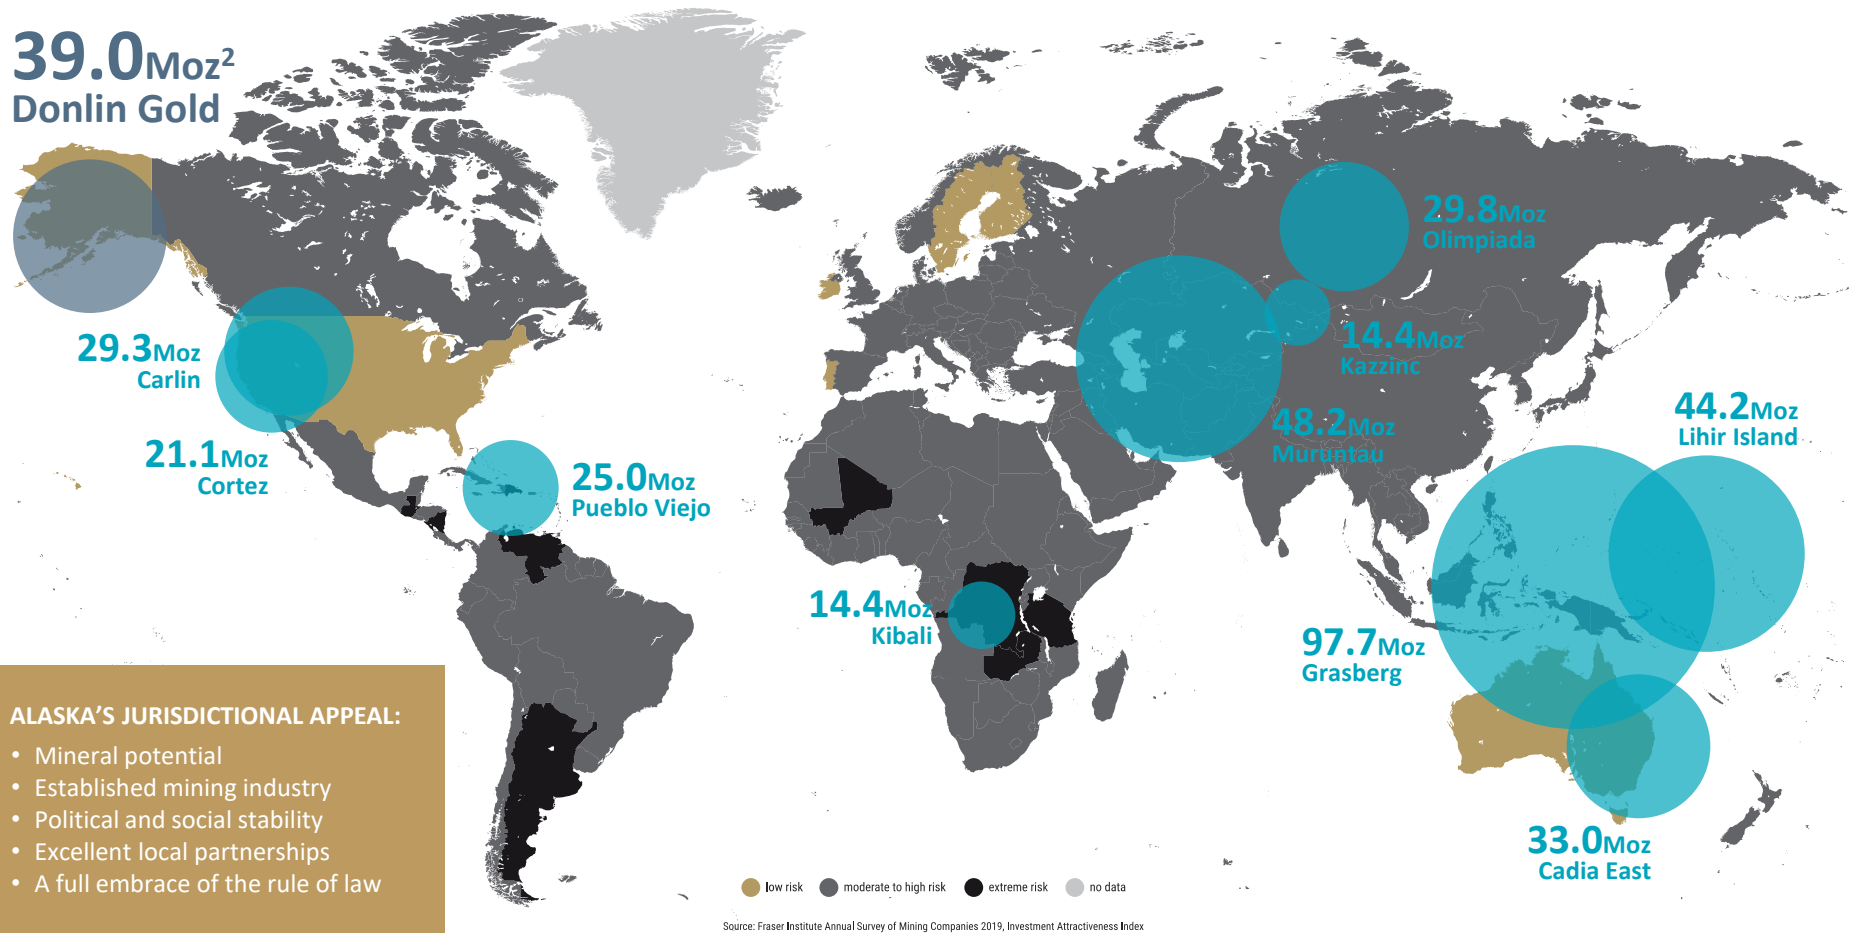 39.0Moz2
Donlin Gold
29.3Moz
Carlin
21.1Moz
Cortez
25.0Moz
Pueblo Viejo
14.4Moz
Kibali
29.8Moz
Olimpiada
14.4Moz
Kazzinc
48.2Moz
Muruntau
44.2Moz
Lihir Island
97.7Moz
Grasberg
33.0Moz
Cadia East
ALASKA'S JURISDICTIONAL APPEAL:
• Mineral potential
• Established mining industry
• Political and social stability
• Excellent local partnerships
• A full embrace of the rule of law
low risk moderate to high risk extreme risk no data
Source: Fraser Institute Annual Survey of Mining Companies 2019, Investment Attractiveness Index